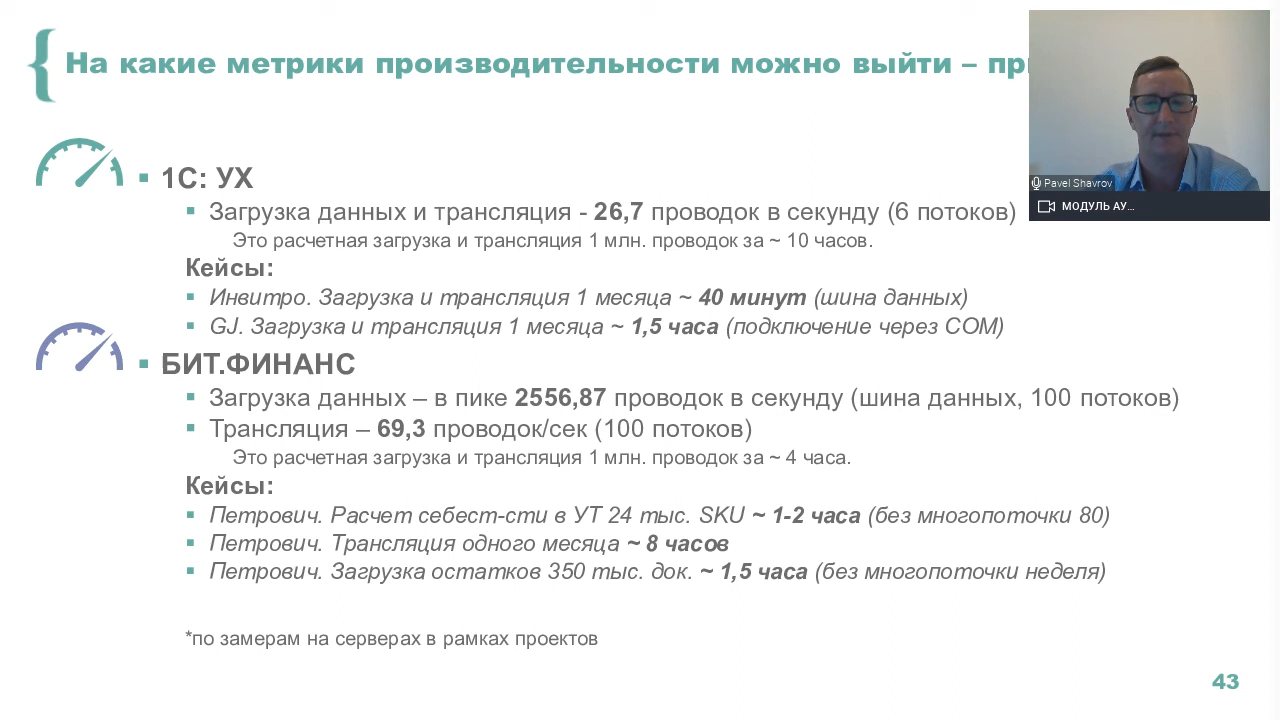 На какие метрики производительности можно выйти –
1С: УХ
Загрузка данных и трансляция - 26,7 проводок в секунду (6 потоков)
Это расчетная загрузка и трансляция 1 млн. проводок за ~ 10 часов.
Кейсы:
Инвитро. Загрузка и трансляция 1 месяца ~ 40 минут (шина данных)
GJ. Загрузка и трансляция 1 месяца ~ 1,5 часа (подключение через COM)
БИТ.ФИНАНС
Загрузка данных – в пике 2556,87 проводок в секунду (шина данных, 100 потоков)
Трансляция – 69,3 проводок/сек (100 потоков)
Это расчетная загрузка и трансляция 1 млн. проводок за ~ 4 часа.
Кейсы:
Петрович. Расчет себест-сти в УТ 24 тыс. SKU ~ 1-2 часа (без многопоточки 80)
Петрович. Трансляция одного месяца ~ 8 часов
Петрович. Загрузка остатков 350 тыс. док. ~ 1,5 часа (без многопоточки неделя)
*по замерам на серверах в рамках проектов
43
Pavel Shavrov
МОДУЛЬ АУ...